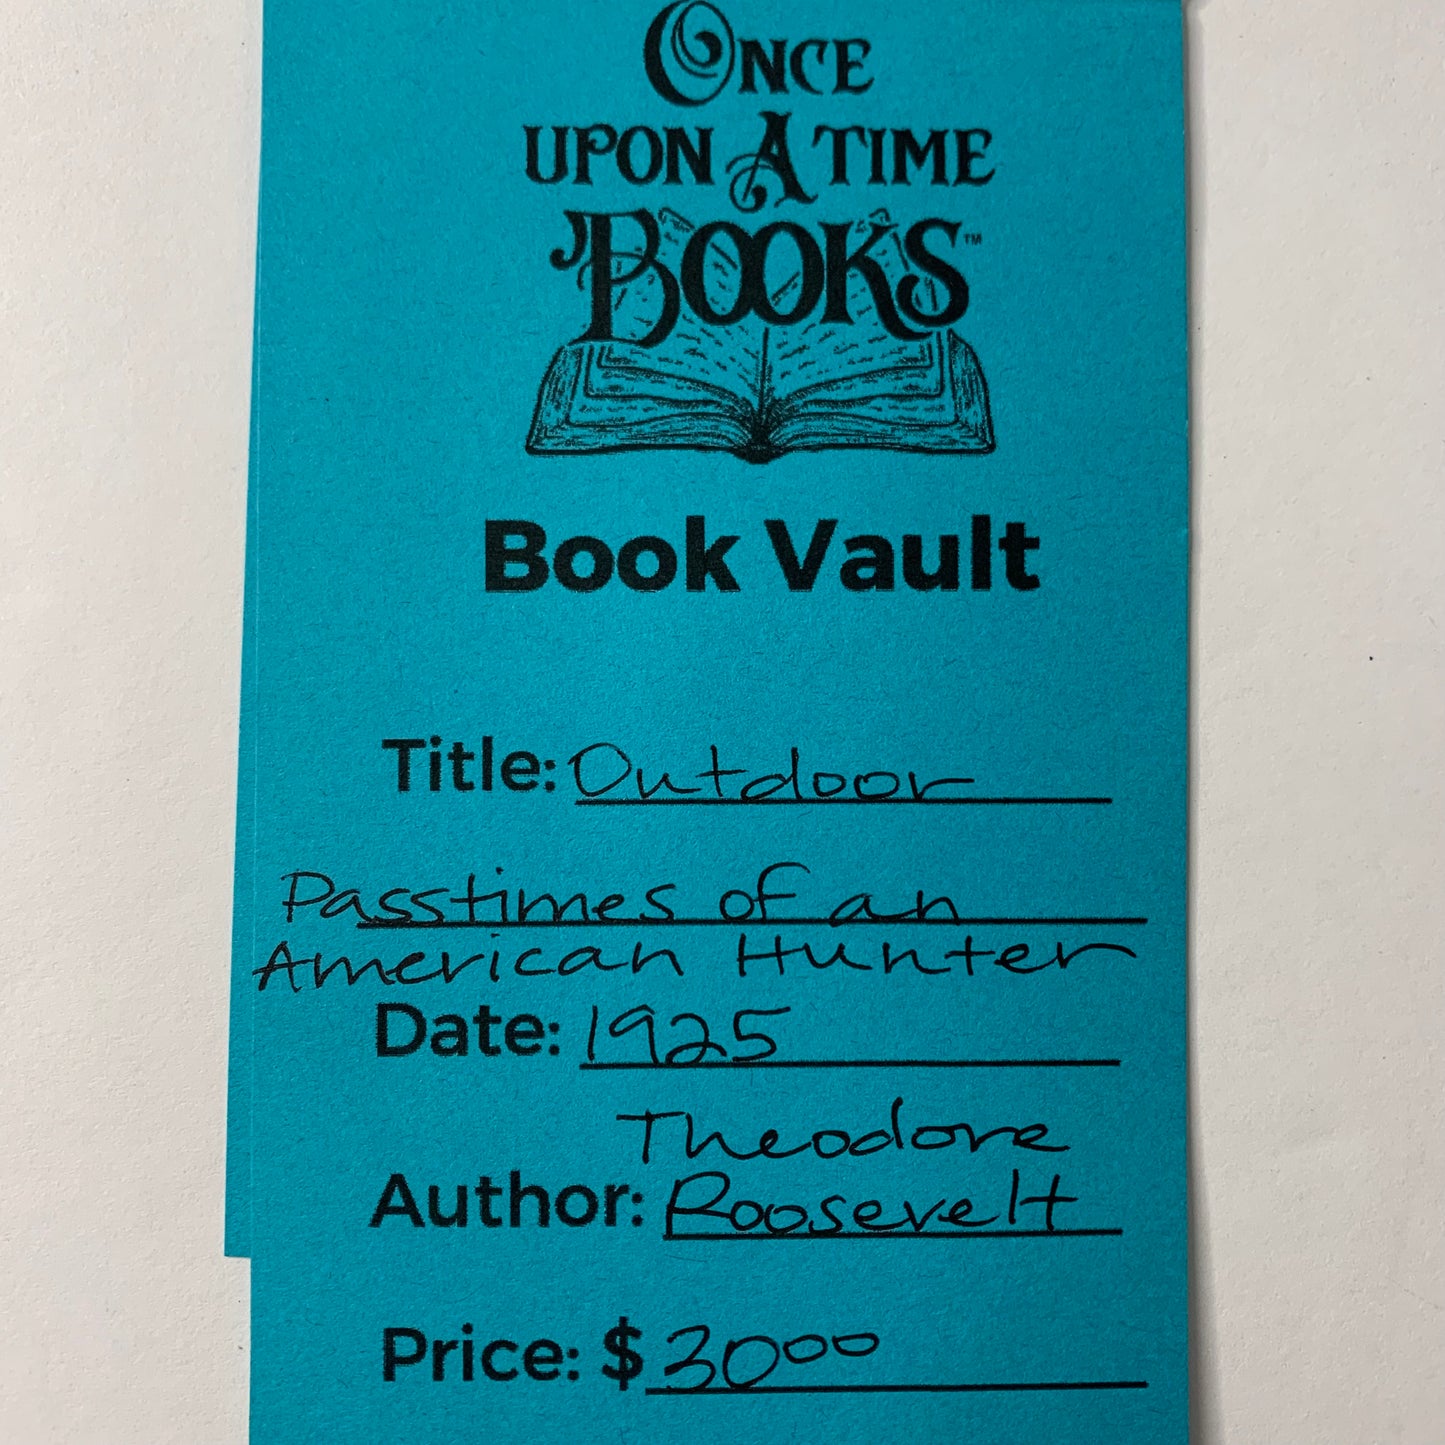 ONCE
UPON A TIME
BOOKS™
Book Vault
Title: Outdoor
Passtimes of an
American Hunter
Date: 1925
Theodore
Author: Roosevelt
Price: $ 30⁰⁰